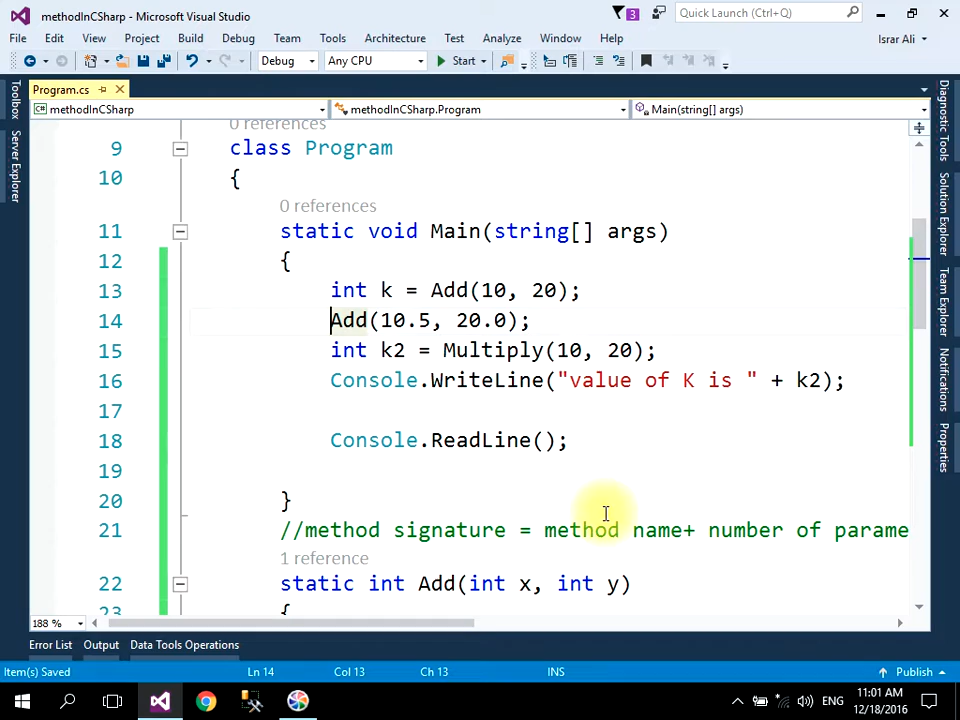 methodInCSharp - Microsoft Visual Studio
3
Quick Launch (Ctrl+Q)
File Edit View Project Build Debug Team Tools Architecture Test Analyze Window Help
Israr Ali
Debug Any CPU Start
Program.cs
methodInCSharp methodInCSharp.Program Main(string[] args)
Toolbox
Server Explorer
0 references
9 class Program
10 {
0 references
11 static void Main(string[] args)
12 {
13 int k = Add(10, 20);
14 Add(10.5, 20.0);
15 int k2 = Multiply(10, 20);
16 Console.WriteLine("value of K is " + k2);
17
18 Console.ReadLine();
19
20 }
21 //method signature = method name+ number of parame
1 reference
22 static int Add(int x, int y)
23 {
Diagnostic Tools
Solution Explorer
Team Explorer
Notifications
Properties
188 %
Error List Output Data Tools Operations
Item(s) Saved Ln 14 Col 13 Ch 13 INS Publish
ENG
11:01 AM
12/18/2016